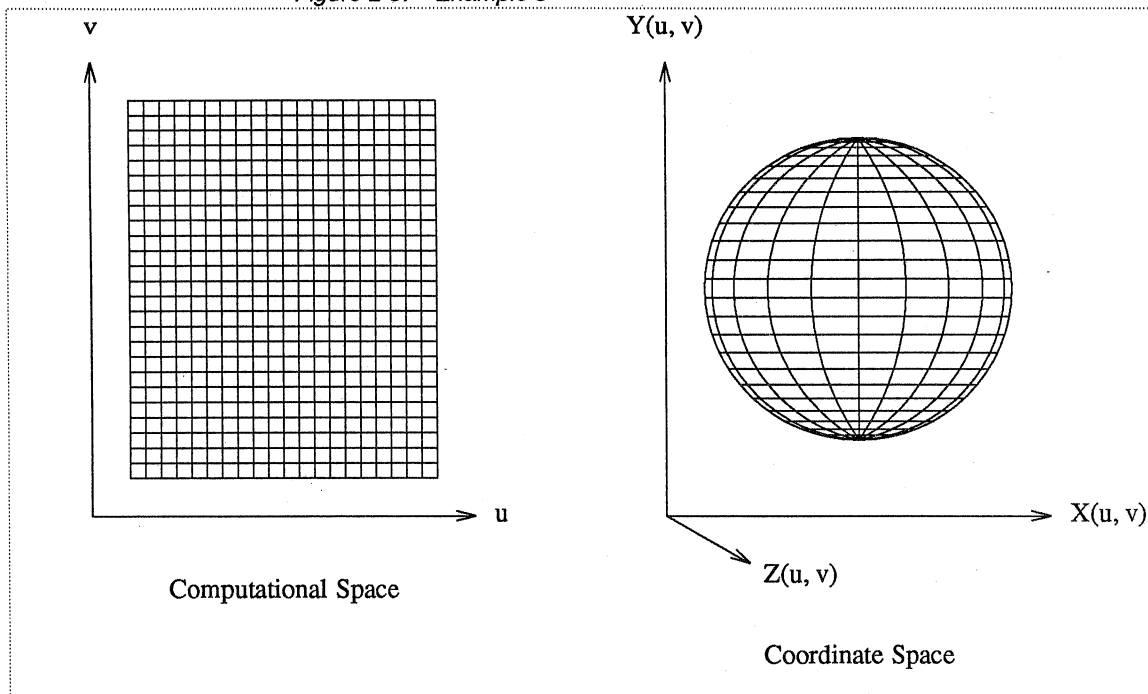 v
Y(u, v)
u
X(u, v)
Z(u, v)
Computational Space
Coordinate Space